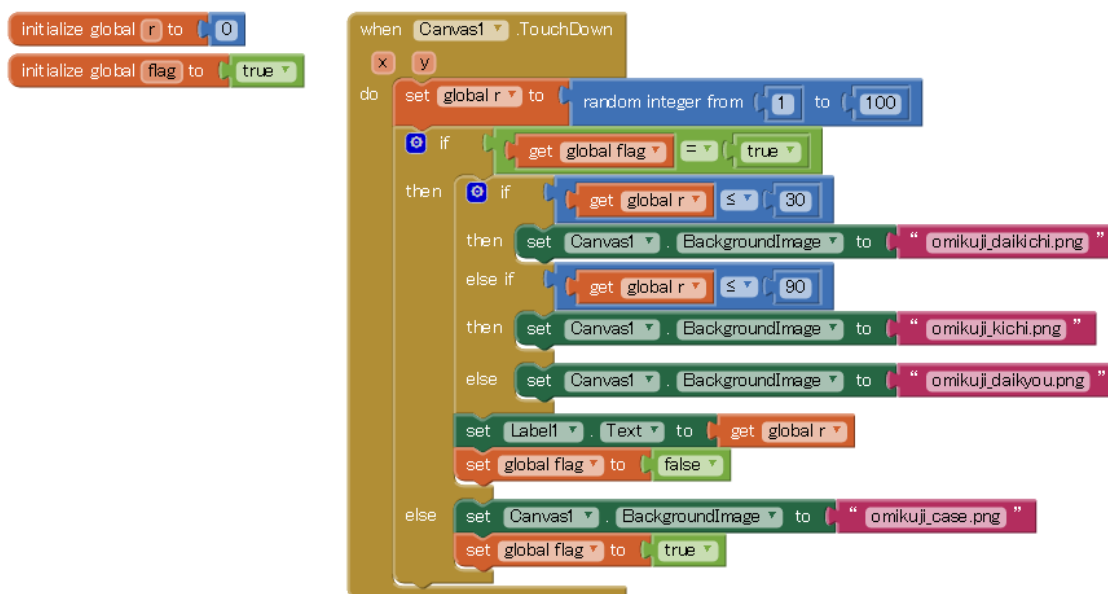 initialize global r to 0
initialize global flag to true
when Canvas1 .TouchDown
x y
do set global r to random integer from 1 to 100
if get global flag = true
then if get global r ≤ 30
then set Canvas1 . BackgroundImage to “ omikuji_daikichi.png ”
else if get global r ≤ 90
then set Canvas1 . BackgroundImage to “ omikuji_kichi.png ”
else set Canvas1 . BackgroundImage to “ omikuji_daikyou.png ”
set Label1 . Text to get global r
set global flag to false
else set Canvas1 . BackgroundImage to “ omikuji_case.png ”
set global flag to true